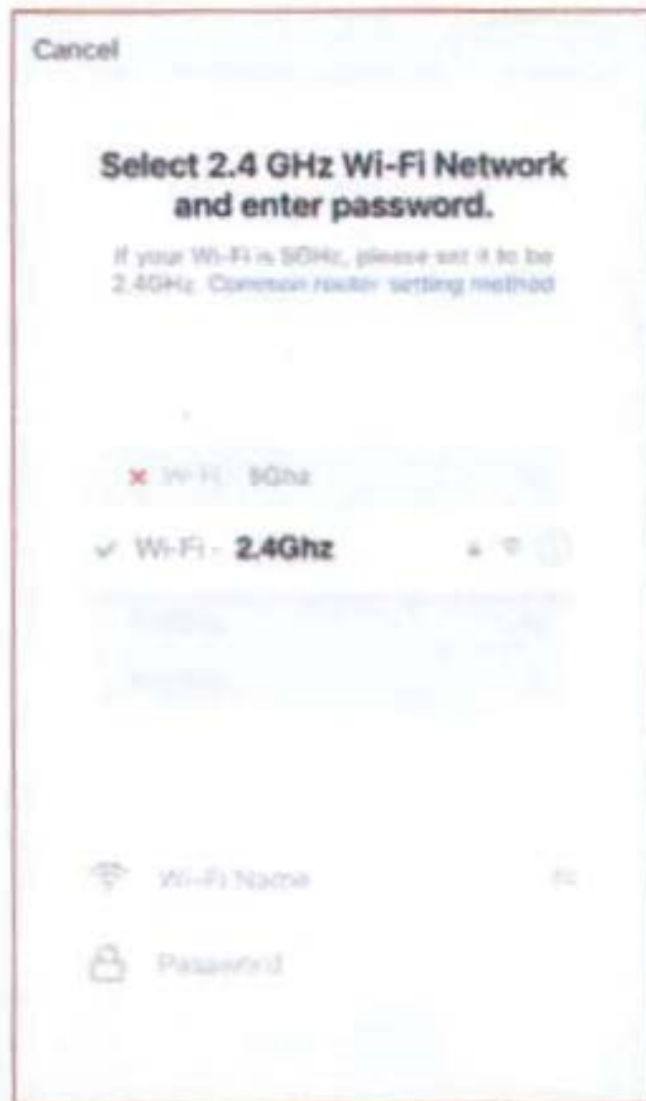 Cancel
Select 2.4 GHz Wi-Fi Network
and enter password.
If your Wi-Fi is 5GHz, please set it to be
2.4GHz. Common router setting method
Wi-Fi - 5Ghz
Wi-Fi - 2.4Ghz
Wi-Fi Name
Password